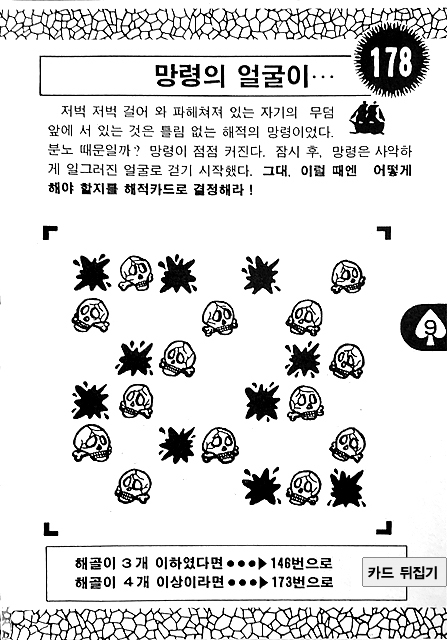 178
망령의 얼굴이…
저벅 저벅 걸어 와 파헤쳐져 있는 자기의 무덤
앞에 서 있는 것은 틀림 없는 해적의 망령이었다.
분노 때문일까? 망령이 점점 커진다. 잠시 후, 망령은 사악하
게 일그러진 얼굴로 걷기 시작했다. 그대, 이럴 때엔 어떻게
해야 할지를 해적카드로 결정해라!
9
해골이 3개 이하였다면 ●●●▶ 146번으로
해골이 4개 이상이라면 ●●●▶ 173번으로
카드 뒤집기